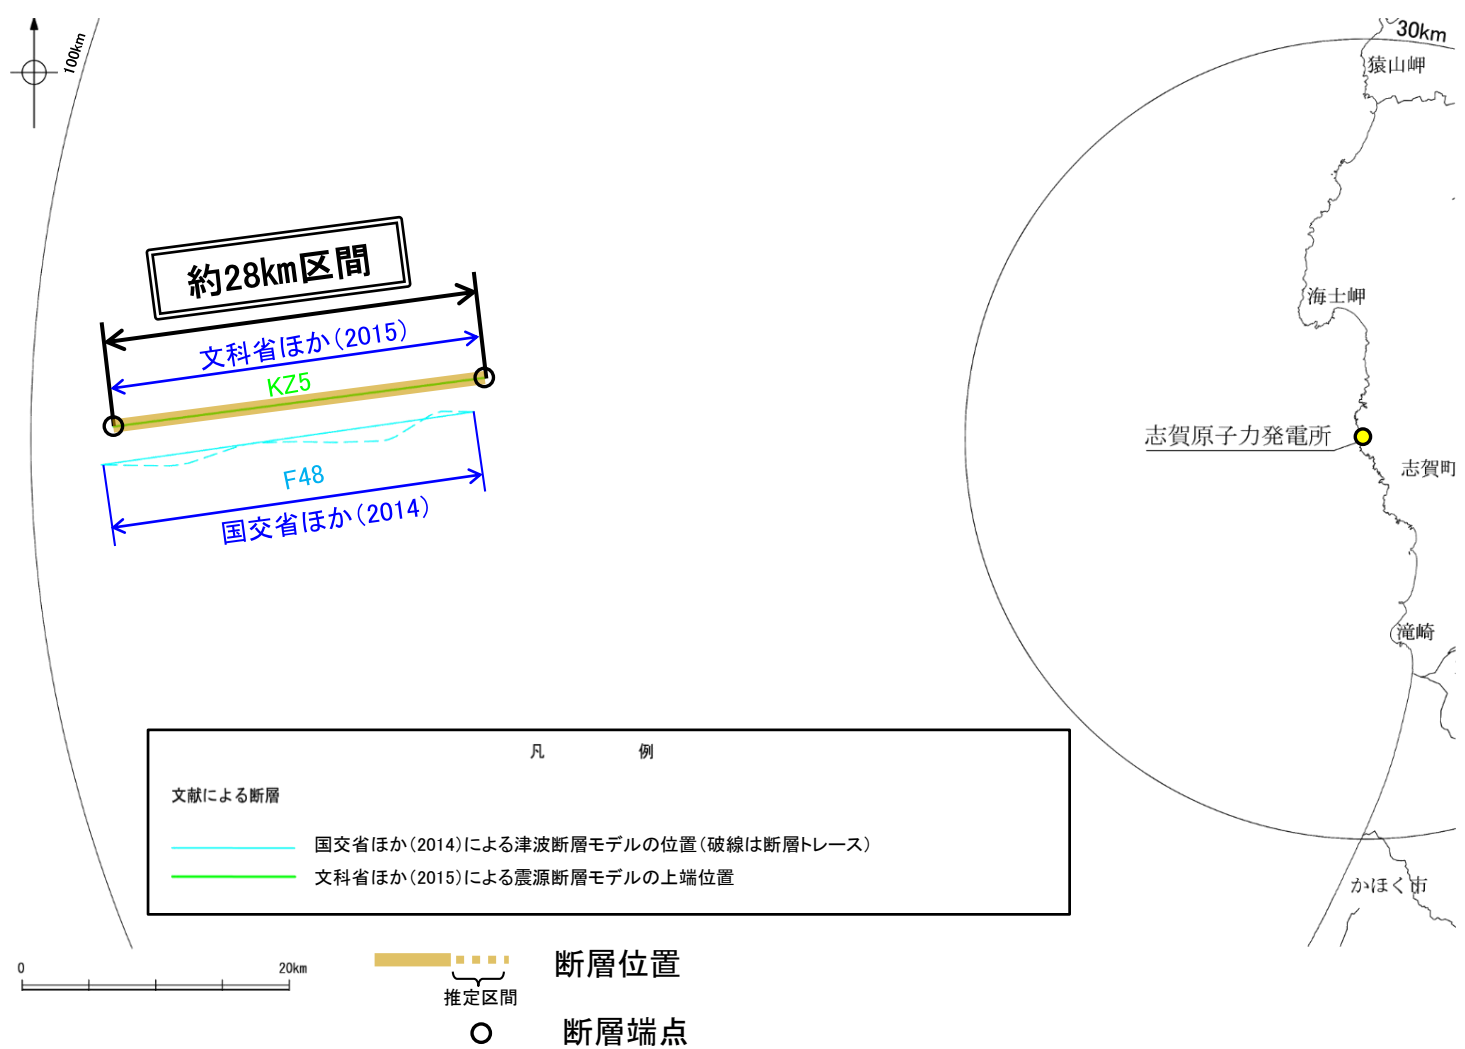 100km
30km
猿山岬
約28km区間
文科省ほか(2015)
KZ5
海士岬
志賀原子力発電所
志賀町
F48
国交省ほか(2014)
滝崎
凡 例
文献による断層
国交省ほか(2014)による津波断層モデルの位置(破線は断層トレース)
文科省ほか(2015)による震源断層モデルの上端位置
かほく市
0 20km
断層位置
推定区間
断層端点